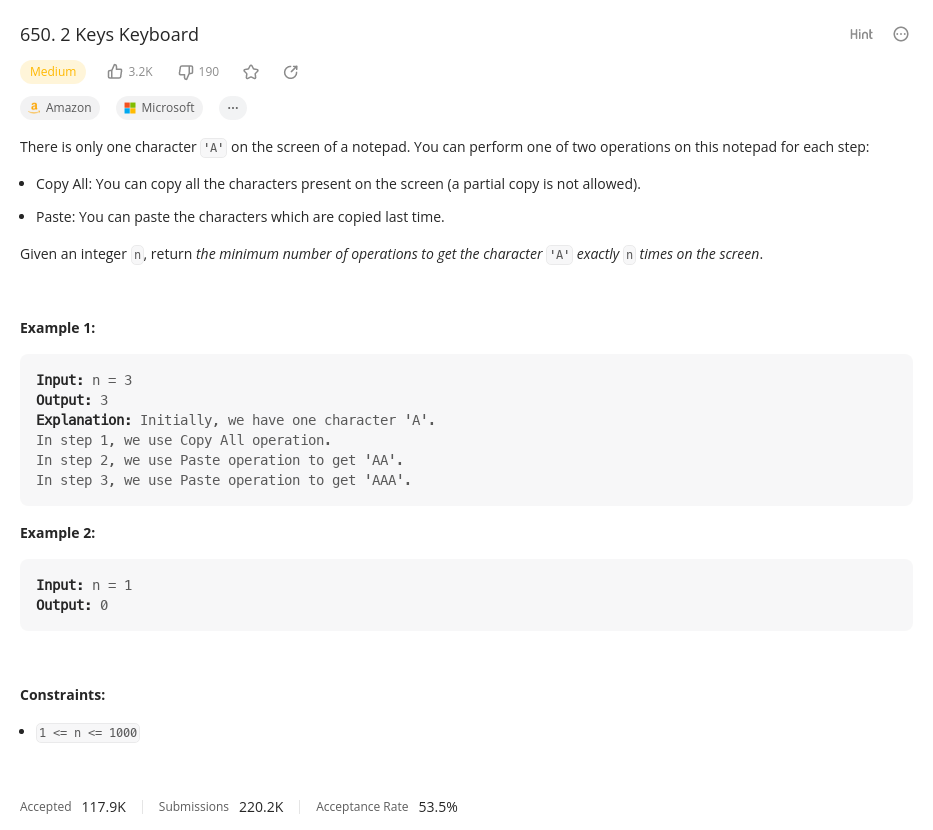 650. 2 Keys Keyboard
Hint
Medium 3.2K 190
Amazon Microsoft ...
There is only one character 'A' on the screen of a notepad. You can perform one of two operations on this notepad for each step:
• Copy All: You can copy all the characters present on the screen (a partial copy is not allowed).
• Paste: You can paste the characters which are copied last time.
Given an integer n, return the minimum number of operations to get the character 'A' exactly n times on the screen.
Example 1:
Input: n = 3
Output: 3
Explanation: Initially, we have one character 'A'.
In step 1, we use Copy All operation.
In step 2, we use Paste operation to get 'AA'.
In step 3, we use Paste operation to get 'AAA'.
Example 2:
Input: n = 1
Output: 0
Constraints:
• 1 <= n <= 1000
Accepted 117.9K Submissions 220.2K Acceptance Rate 53.5%